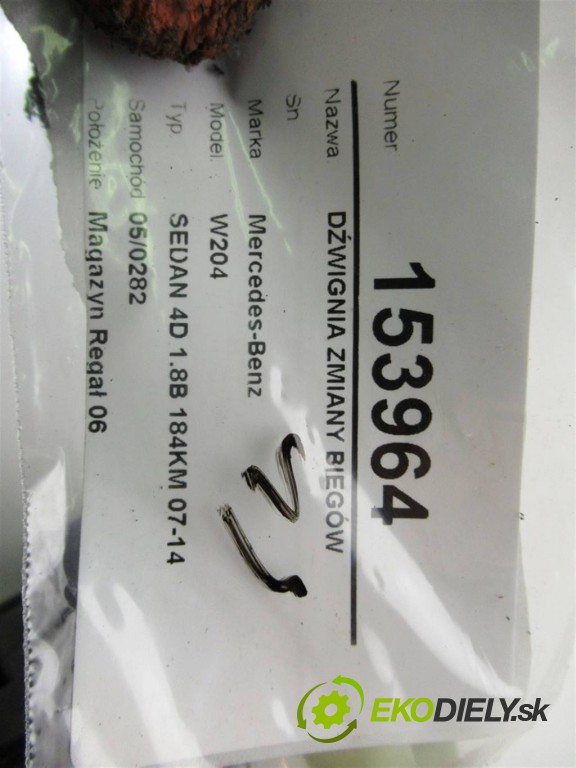 Numer 153964
Nazwa DŹWIGNIA ZMIANY BIEGÓW
Sn
Marka Mercedes-Benz
Model W204
Typ. SEDAN 4D 1.8B 184KM 07-14
Samochód 05/0282
Położenie Magazyn Regał 06
EKODIELY.sk